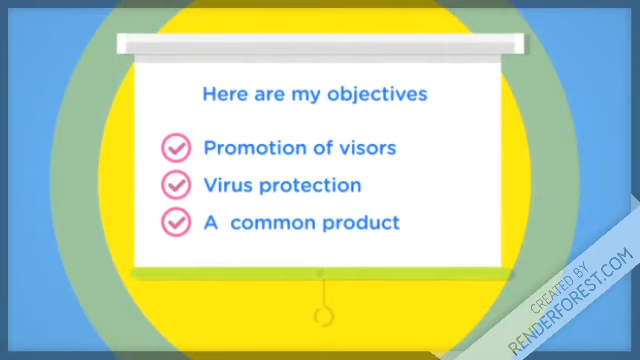 Here are my objectives
Promotion of visors
Virus protection
A  common product
CREATED BY
RENDERFOREST.COM